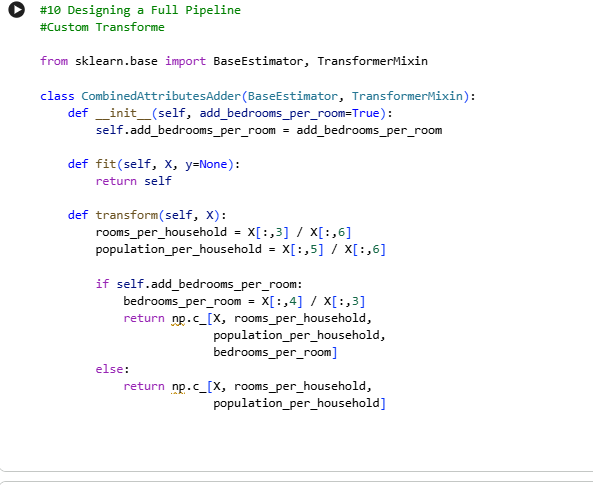 #10 Designing a Full Pipeline
#Custom Transforme
from sklearn.base import BaseEstimator, TransformerMixin
class CombinedAttributesAdder(BaseEstimator, TransformerMixin):
    def __init__(self, add_bedrooms_per_room=True):
        self.add_bedrooms_per_room = add_bedrooms_per_room
    def fit(self, X, y=None):
        return self
    def transform(self, X):
        rooms_per_household = X[:,3] / X[:,6]
        population_per_household = X[:,5] / X[:,6]
        if self.add_bedrooms_per_room:
            bedrooms_per_room = X[:,4] / X[:,3]
            return np.c_[X, rooms_per_household,
                         population_per_household,
                         bedrooms_per_room]
        else:
            return np.c_[X, rooms_per_household,
                         population_per_household]